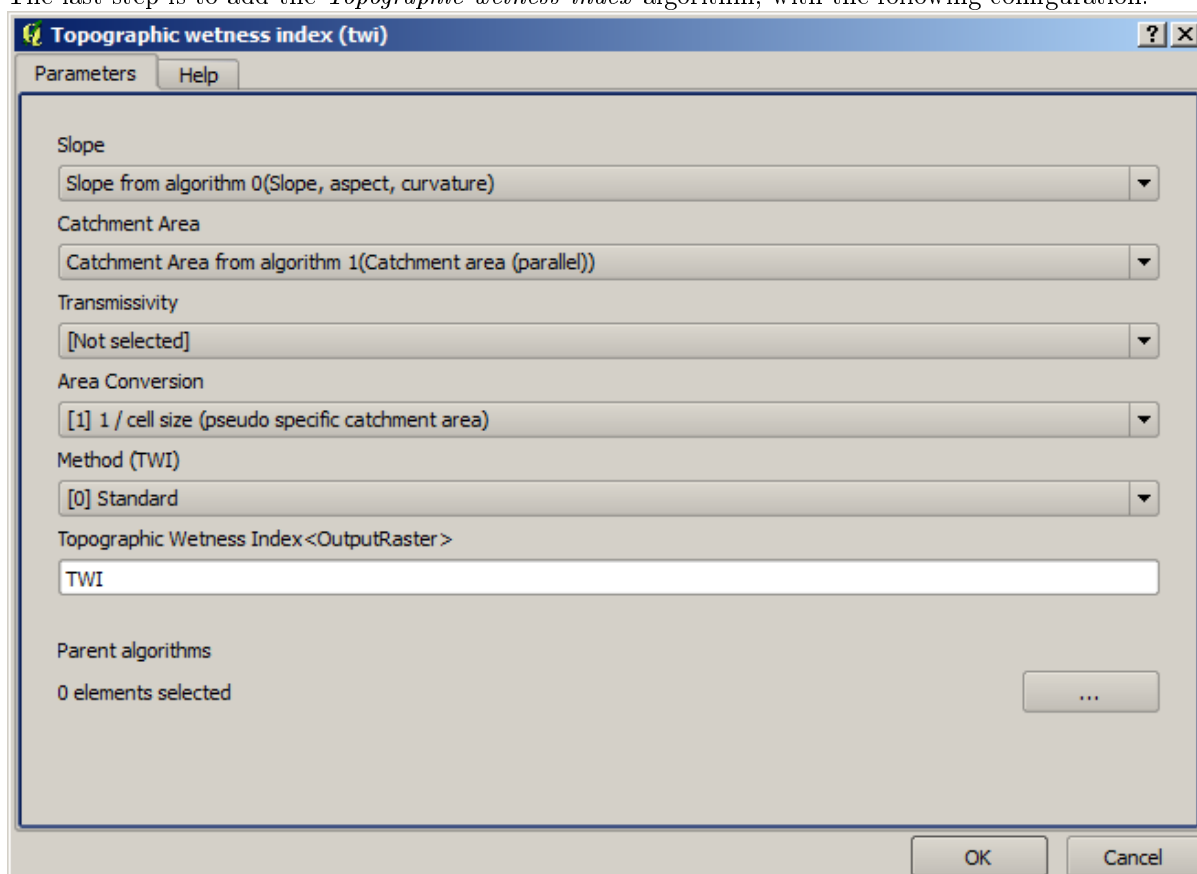 The last step is to add the Topographic wetness index algorithm, with the following configuration:
Topographic wetness index (twi)
Parameters
Help
Slope
Slope from algorithm 0(Slope, aspect, curvature)
Catchment Area
Catchment Area from algorithm 1(Catchment area (parallel))
Transmissivity
[Not selected]
Area Conversion
[1] 1 / cell size (pseudo specific catchment area)
Method (TWI)
[0] Standard
Topographic Wetness Index<OutputRaster>
TWI
Parent algorithms
0 elements selected
...
OK
Cancel